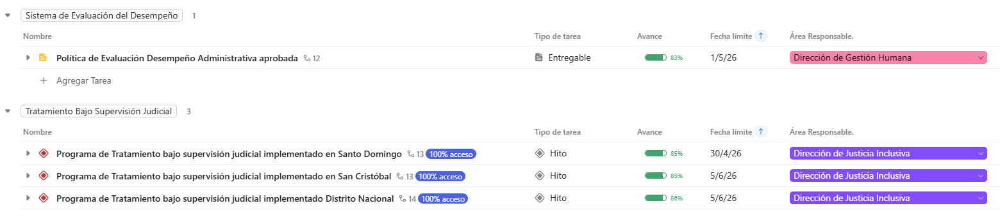 Sistema de Evaluación del Desempeño 1
Nombre Tipo de tarea Avance Fecha límite Área Responsable.
Política de Evaluación Desempeño Administrativa aprobada 12 Entregable 83% 1/5/26 Dirección de Gestión Humana
Agregar Tarea
Tratamiento Bajo Supervisión Judicial 3
Nombre Tipo de tarea Avance Fecha límite Área Responsable.
Programa de Tratamiento bajo supervisión judicial implementado en Santo Domingo 13 100% acceso Hito 85% 30/4/26 Dirección de Justicia Inclusiva
Programa de Tratamiento bajo supervisión judicial implementado en San Cristóbal 13 100% acceso Hito 85% 5/6/26 Dirección de Justicia Inclusiva
Programa de Tratamiento bajo supervisión judicial implementado Distrito Nacional 14 100% acceso Hito 86% 5/6/26 Dirección de Justicia Inclusiva